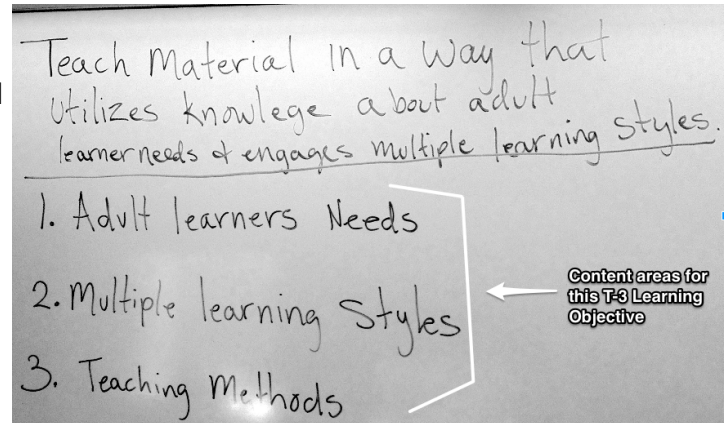 Teach Material in a way that
utilizes knowlege about adult
learner needs & engages multiple learning styles.
1. Adult learners Needs
2. Multiple learning Styles
3. Teaching Methods
Content areas for
this T-3 Learning
Objective